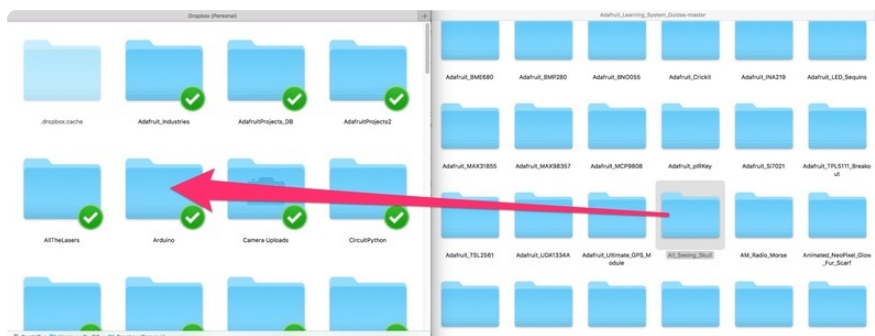 Dropbox (Personal)
.dropbox.cache
Adafruit_Industries
AdafruitProjects_DB
AdafruitProjects2
AllTheLasers
Arduino
Camera Uploads
CircuitPython
Adafruit_Learning_System_Guides-master
Adafruit_BME680
Adafruit_BMP280
Adafruit_BNO055
Adafruit_Crickit
Adafruit_INA219
Adafruit_LED_Sequins
Adafruit_MAX31855
Adafruit_MAX98357
Adafruit_MCP9808
Adafruit_pIRKey
Adafruit_Si7021
Adafruit_TPL5111_Breako
ut
Adafruit_TSL2561
Adafruit_UDA1334A
Adafruit_Ultimate_GPS_M
odule
All_Seeing_Skull
AM_Radio_Morse
Animated_NeoPixel_Glow
_Fur_Scarf